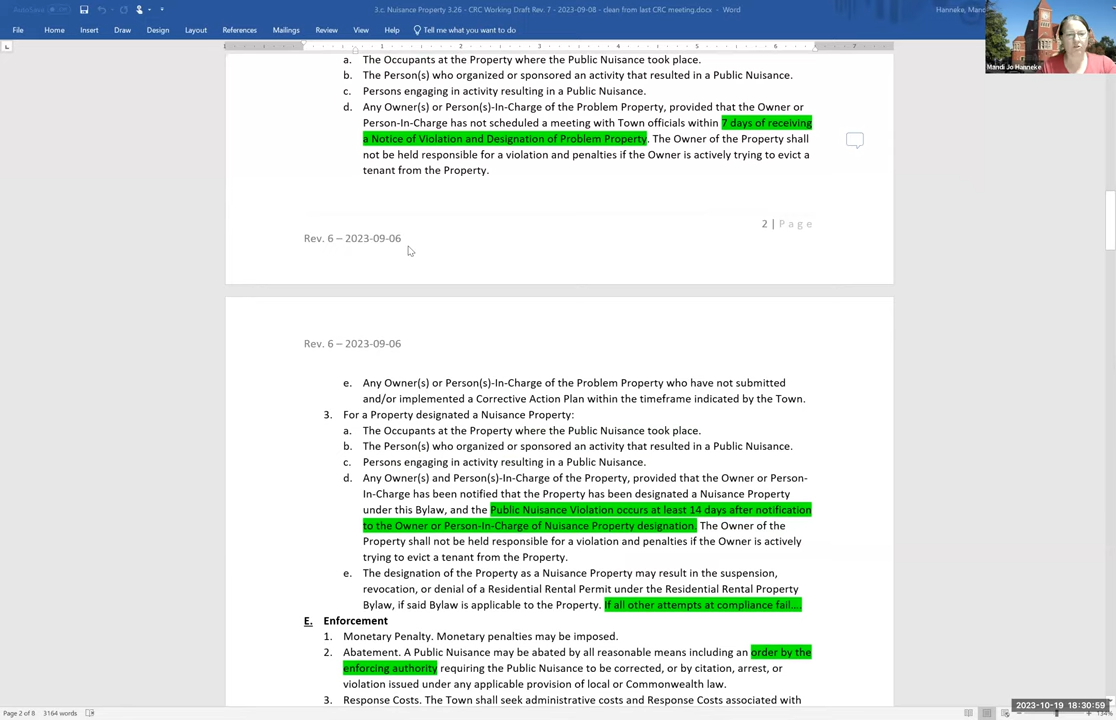 AutoSave
3.c. Nuisance Property 3.26 - CRC Working Draft Rev. 7 - 2023-09-08 - clean from last CRC meeting.docx - Word
Hanneke, Mand
File Home Insert Draw Design Layout References Mailings Review View Help Tell me what you want to do
Mandi Jo Hanneke
a. The Occupants at the Property where the Public Nuisance took place.
b. The Person(s) who organized or sponsored an activity that resulted in a Public Nuisance.
c. Persons engaging in activity resulting in a Public Nuisance.
d. Any Owner(s) or Person(s)-In-Charge of the Problem Property, provided that the Owner or
Person-In-Charge has not scheduled a meeting with Town officials within 7 days of receiving
a Notice of Violation and Designation of Problem Property. The Owner of the Property shall
not be held responsible for a violation and penalties if the Owner is actively trying to evict a
tenant from the Property.
2 | Page
Rev. 6 – 2023-09-06
Rev. 6 – 2023-09-06
e. Any Owner(s) or Person(s)-In-Charge of the Problem Property who have not submitted
and/or implemented a Corrective Action Plan within the timeframe indicated by the Town.
3. For a Property designated a Nuisance Property:
a. The Occupants at the Property where the Public Nuisance took place.
b. The Person(s) who organized or sponsored an activity that resulted in a Public Nuisance.
c. Persons engaging in activity resulting in a Public Nuisance.
d. Any Owner(s) and Person(s)-In-Charge of the Property, provided that the Owner or Person-
In-Charge has been notified that the Property has been designated a Nuisance Property
under this Bylaw, and the Public Nuisance Violation occurs at least 14 days after notification
to the Owner or Person-In-Charge of Nuisance Property designation. The Owner of the
Property shall not be held responsible for a violation and penalties if the Owner is actively
trying to evict a tenant from the Property.
e. The designation of the Property as a Nuisance Property may result in the suspension,
revocation, or denial of a Residential Rental Permit under the Residential Rental Property
Bylaw, if said Bylaw is applicable to the Property. If all other attempts at compliance fail….
E. Enforcement
1. Monetary Penalty. Monetary penalties may be imposed.
2. Abatement. A Public Nuisance may be abated by all reasonable means including an order by the
enforcing authority requiring the Public Nuisance to be corrected, or by citation, arrest, or
violation issued under any applicable provision of local or Commonwealth law.
3. Response Costs. The Town shall seek administrative costs and Response Costs associated with
Page 2 of 8 3164 words
2023-10-19 18:30:59